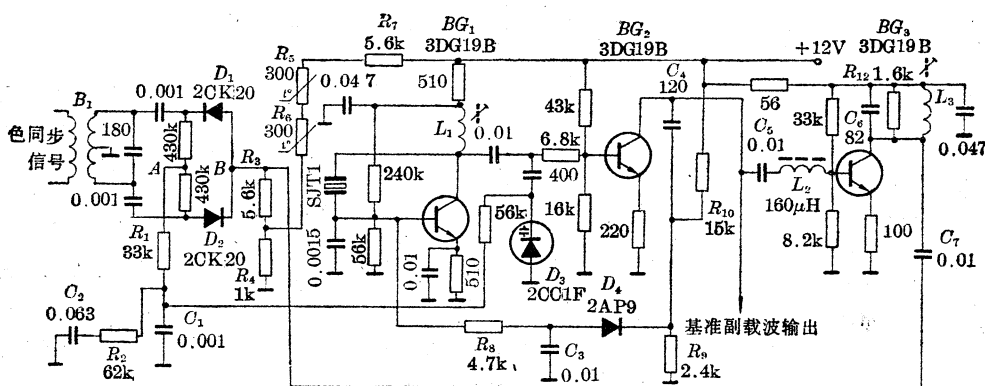 R₇
5.6k
BG₁
3DG19B
BG₂
3DG19B
BG₃
3DG19B
+12V
R₅
300
t°
0.047
510
C₄
120
R₁₂
1.6k
B₁
0.001
D₁
2CK20
180
430k
色同步
信号
A
B
R₃
R₆
300
t°
L₁
0.01
43k
6.8k
56
33k
C₆
82
L₃
0.047
C₅
0.01
430k
0.001
5.6k
SJT1
240k
400
16k
L₂
160μH
R₁
33k
D₂
2CK20
R₄
1k
0.0015
56k
0.01
510
56k
D₃
2CC1F
220
R₁₀
15k
8.2k
100
C₇
0.01
C₂
0.063
R₂
62k
C₁
0.001
D₄
2AP9
基准副载波输出
R₈
4.7k
C₃
0.01
R₉
2.4k